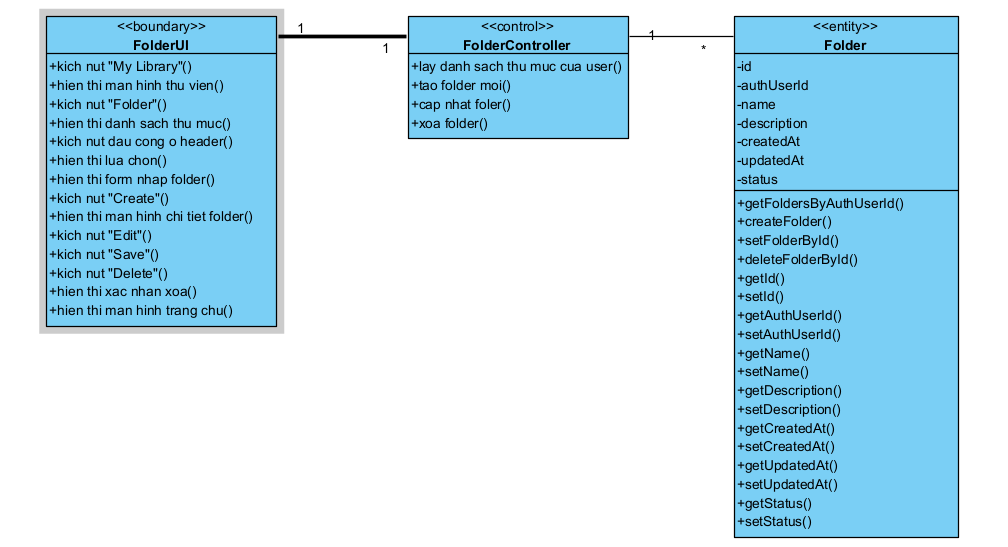 <<boundary>>
FolderUI
+kich nut "My Library"()
+hien thi man hinh thu vien()
+kich nut "Folder"()
+hien thi danh sach thu muc()
+kich nut dau cong o header()
+hien thi lua chon()
+hien thi form nhap folder()
+kich nut "Create"()
+hien thi man hinh chi tiet folder()
+kich nut "Edit"()
+kich nut "Save"()
+kich nut "Delete"()
+hien thi xac nhan xoa()
+hien thi man hinh trang chu()
1
1
<<control>>
FolderController
+lay danh sach thu muc cua user()
+tao folder moi()
+cap nhat foler()
+xoa folder()
1
*
<<entity>>
Folder
-id
-authUserId
-name
-description
-createdAt
-updatedAt
-status
+getFoldersByAuthUserId()
+createFolder()
+setFolderById()
+deleteFolderById()
+getId()
+setId()
+getAuthUserId()
+setAuthUserId()
+getName()
+setName()
+getDescription()
+setDescription()
+getCreatedAt()
+setCreatedAt()
+getUpdatedAt()
+setUpdatedAt()
+getStatus()
+setStatus()